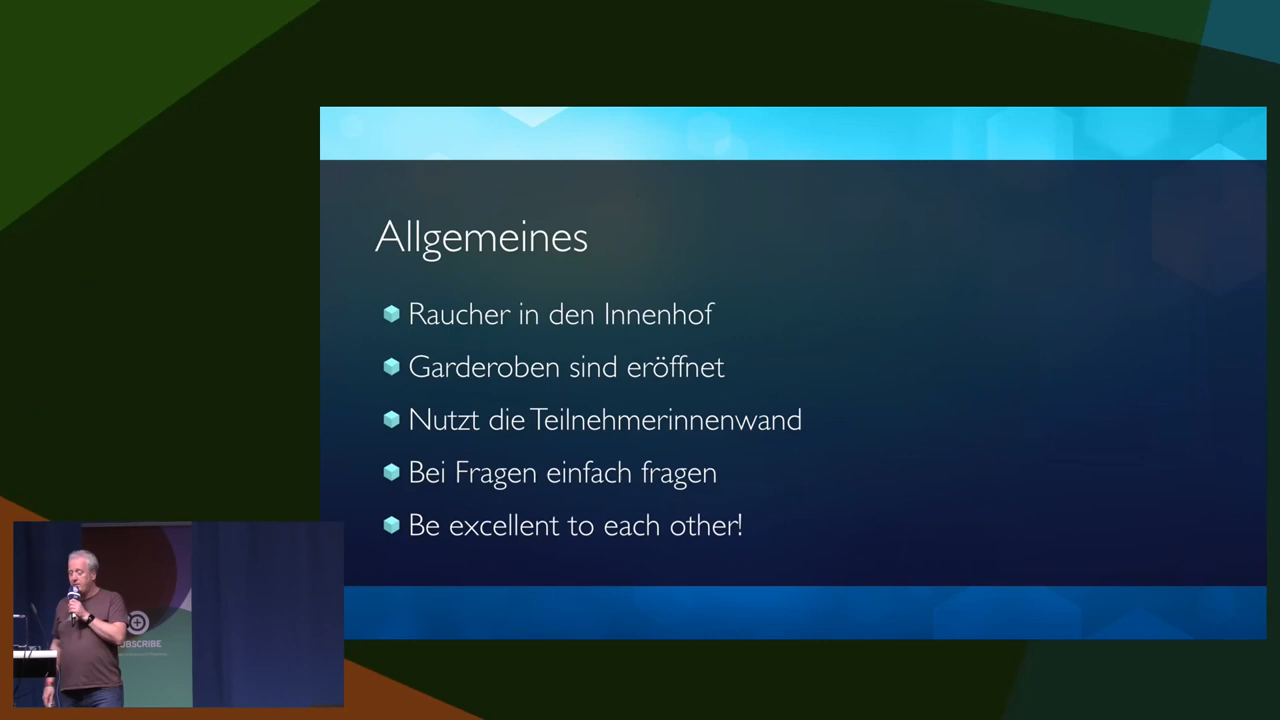 Allgemeines
Raucher in den Innenhof
Garderoben sind eröffnet
Nutzt die Teilnehmerinnenwand
Bei Fragen einfach fragen
Be excellent to each other!